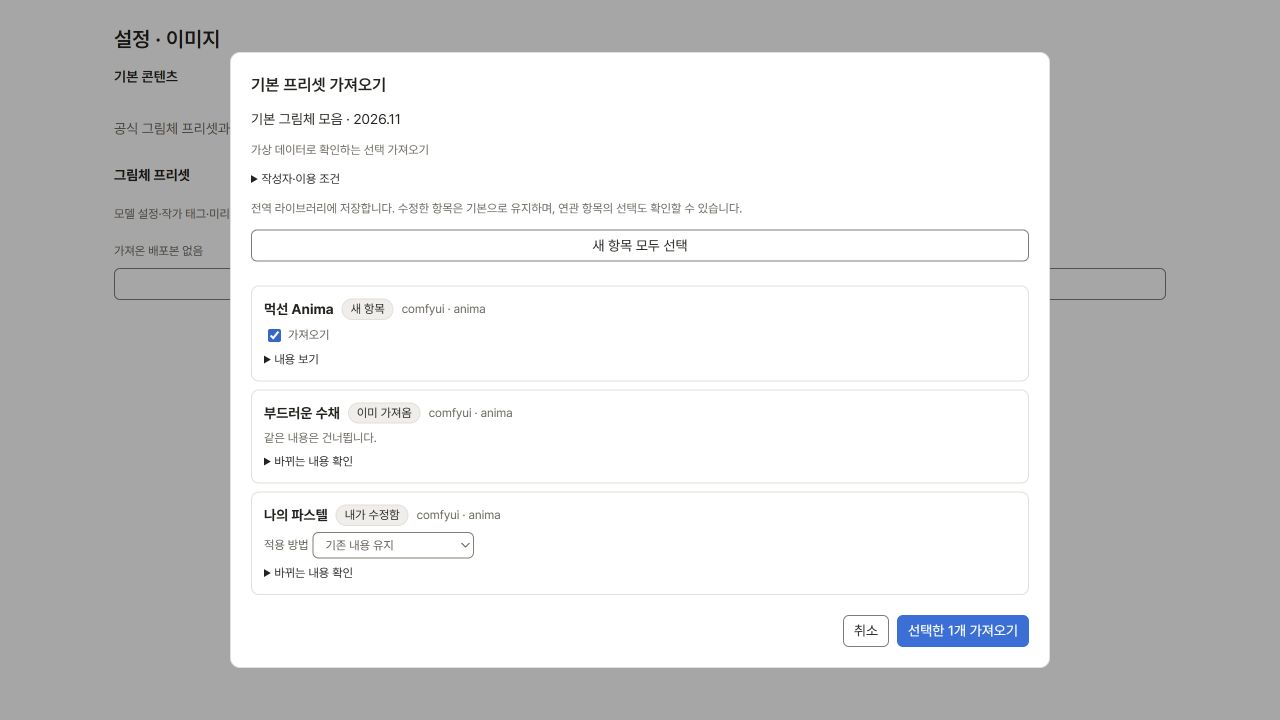 설정 · 이미지
기본 콘텐츠
공식 그림체 프리셋과
그림체 프리셋
모델 설정·작가 태그·미리
가져온 배포본 없음
기본 프리셋 가져오기
기본 그림체 모음 · 2026.11
가상 데이터로 확인하는 선택 가져오기
▶ 작성자·이용 조건
전역 라이브러리에 저장합니다. 수정한 항목은 기본으로 유지하며, 연관 항목의 선택도 확인할 수 있습니다.
새 항목 모두 선택
먹선 Anima 새 항목 comfyui · anima
가져오기
▶ 내용 보기
부드러운 수채 이미 가져옴 comfyui · anima
같은 내용은 건너뜁니다.
▶ 바뀌는 내용 확인
나의 파스텔 내가 수정함 comfyui · anima
적용 방법 기존 내용 유지
▶ 바뀌는 내용 확인
취소 선택한 1개 가져오기